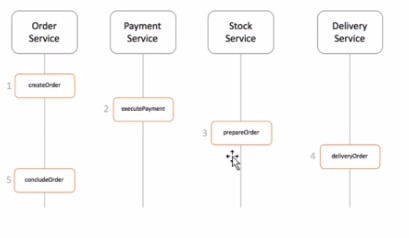 Order
Service
Payment
Service
Stock
Service
Delivery
Service
1 createOrder
2 executePayment
3 prepareOrder
4 deliveryOrder
5 concludeOrder